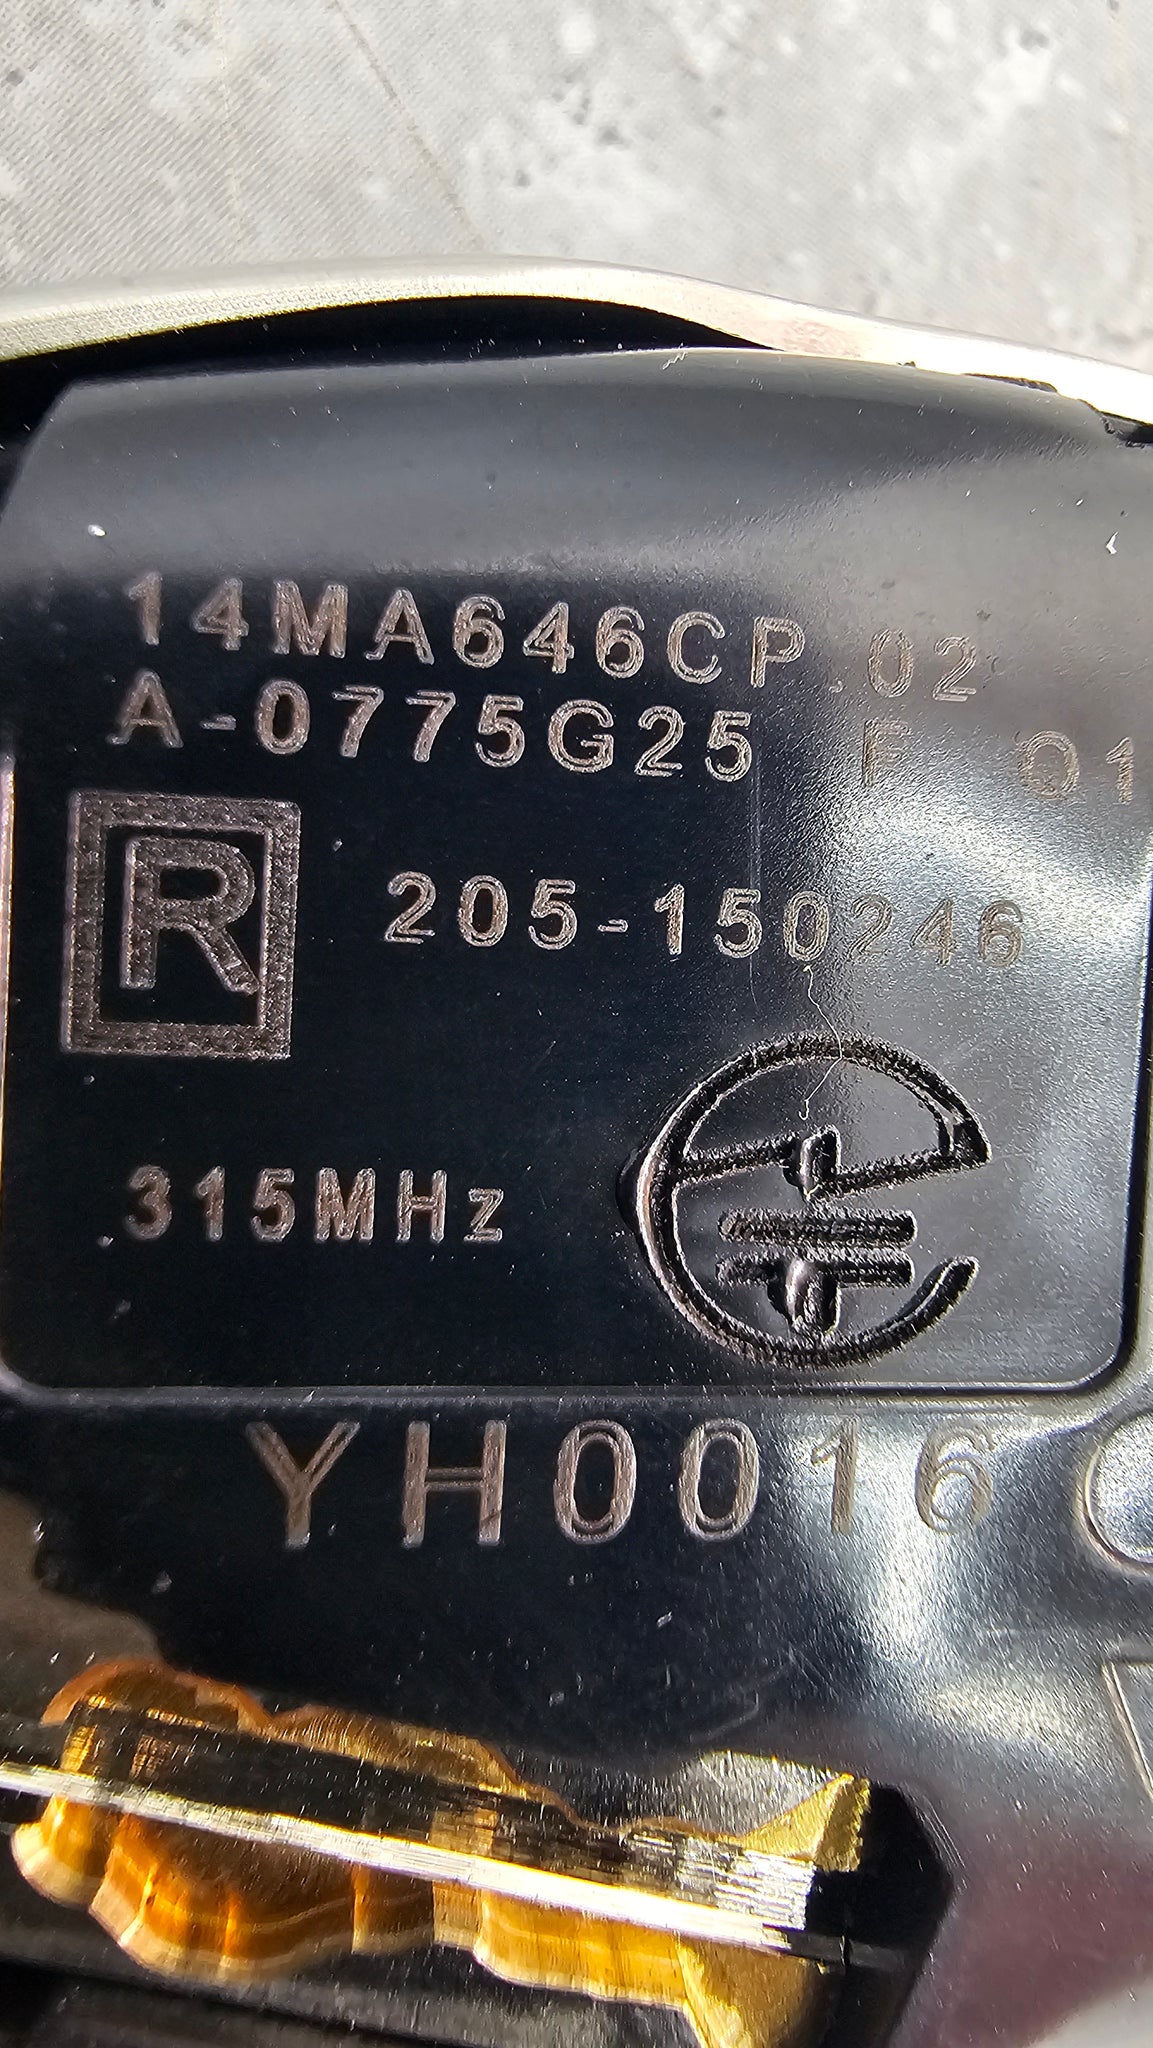 14MA646CP.02
A-0775G25 F 01
R 205-150246
315MHz
YH0016